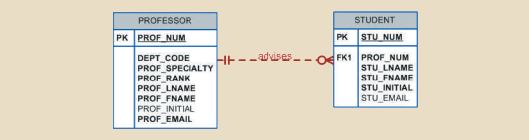 PROFESSOR
PK PROF_NUM
DEPT_CODE
PROF_SPECIALTY
PROF_RANK
PROF_LNAME
PROF_FNAME
PROF_INITIAL
PROF_EMAIL
advises
STUDENT
PK STU_NUM
FK1 PROF_NUM
STU_LNAME
STU_FNAME
STU_INITIAL
STU_EMAIL